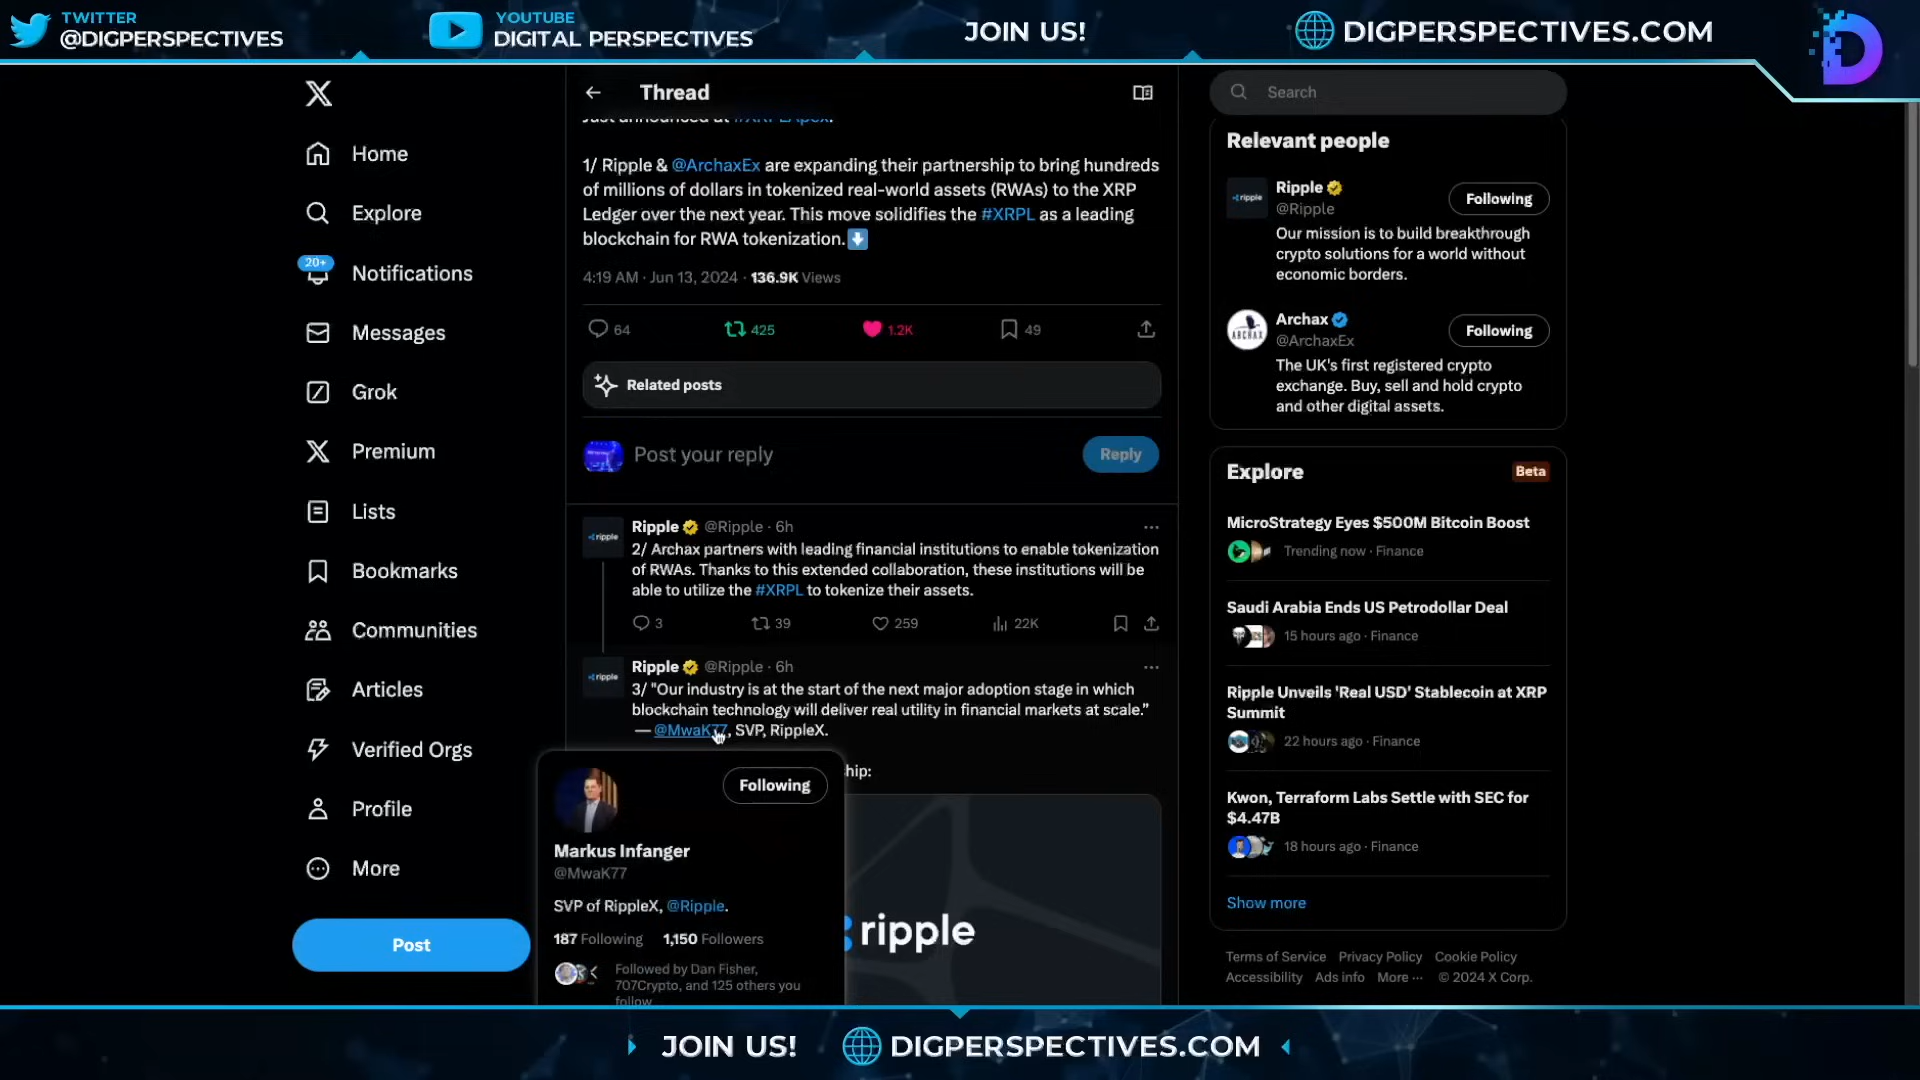 TWITTER
@DIGPERSPECTIVES
YOUTUBE
DIGITAL PERSPECTIVES
JOIN US!
DIGPERSPECTIVES.COM
Home
Explore
20+
Notifications
Messages
Grok
Premium
Lists
Bookmarks
Communities
Articles
Verified Orgs
Profile
More
Post
Thread
Just announced at #XRPLApex.
1/ Ripple & @ArchaxEx are expanding their partnership to bring hundreds
of millions of dollars in tokenized real-world assets (RWAs) to the XRP
Ledger over the next year. This move solidifies the #XRPL as a leading
blockchain for RWA tokenization.
4:19 AM · Jun 13, 2024 · 136.9K Views
64 425 1.2K 49
Related posts
Post your reply
Reply
Ripple @Ripple · 6h
2/ Archax partners with leading financial institutions to enable tokenization
of RWAs. Thanks to this extended collaboration, these institutions will be
able to utilize the #XRPL to tokenize their assets.
3 39 259 22K
Ripple @Ripple · 6h
3/ "Our industry is at the start of the next major adoption stage in which
blockchain technology will deliver real utility in financial markets at scale.”
— @MwaK77, SVP, RippleX.
hip:
Following
Markus Infanger
@MwaK77
SVP of RippleX, @Ripple.
187 Following 1,150 Followers
Followed by Dan Fisher,
707Crypto, and 125 others you
follow
ripple
Search
Relevant people
ripple
Ripple
@Ripple
Following
Our mission is to build breakthrough
crypto solutions for a world without
economic borders.
ARCHAX
Archax
@ArchaxEx
Following
The UK's first registered crypto
exchange. Buy, sell and hold crypto
and other digital assets.
Explore
Beta
MicroStrategy Eyes $500M Bitcoin Boost
Trending now · Finance
Saudi Arabia Ends US Petrodollar Deal
15 hours ago · Finance
Ripple Unveils 'Real USD' Stablecoin at XRP
Summit
22 hours ago · Finance
Kwon, Terraform Labs Settle with SEC for
$4.47B
18 hours ago · Finance
Show more
Terms of Service Privacy Policy Cookie Policy
Accessibility Ads info More ··· © 2024 X Corp.
JOIN US!
DIGPERSPECTIVES.COM